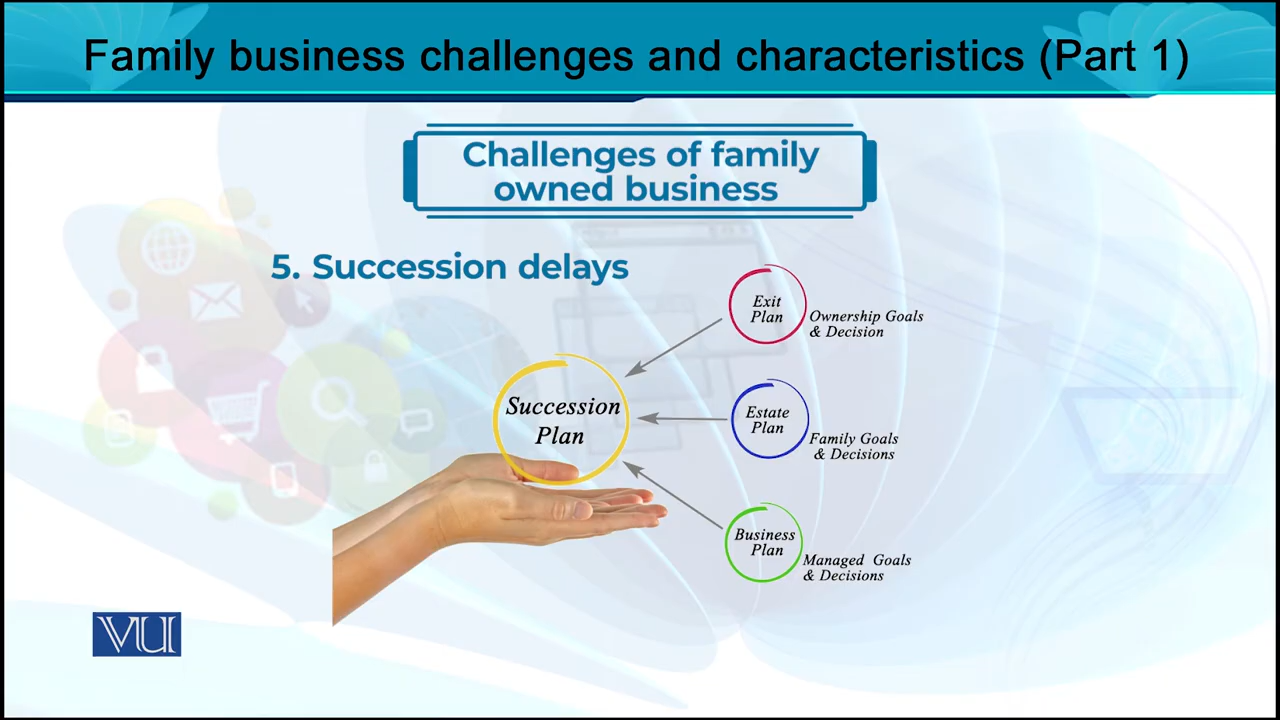 Family business challenges and characteristics (Part 1)
Challenges of family
owned business
5. Succession delays
Exit
Plan
Ownership Goals
& Decision
Succession
Plan
Estate
Plan
Family Goals
& Decisions
Business
Plan
Managed Goals
& Decisions
VU